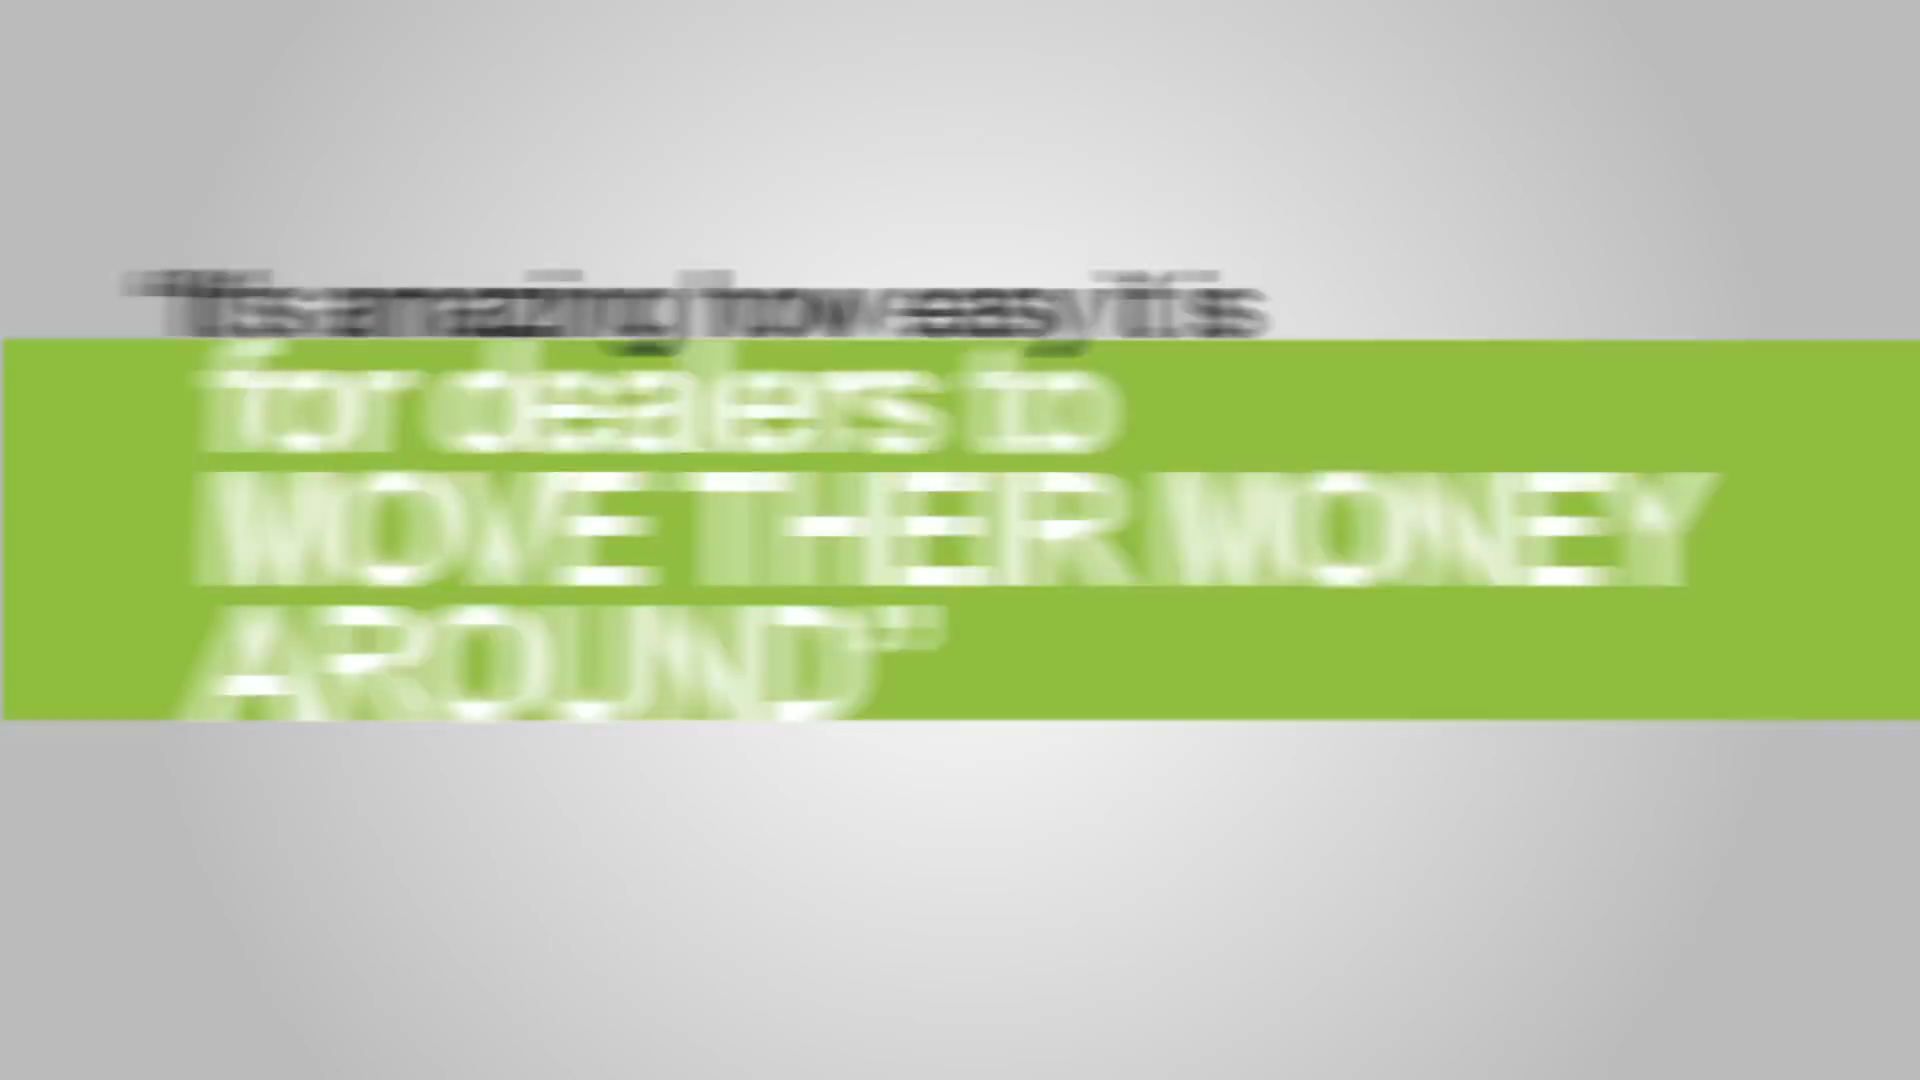 “It's amazing how easy it is
for dealers to
MOVE THEIR MONEY
AROUND”